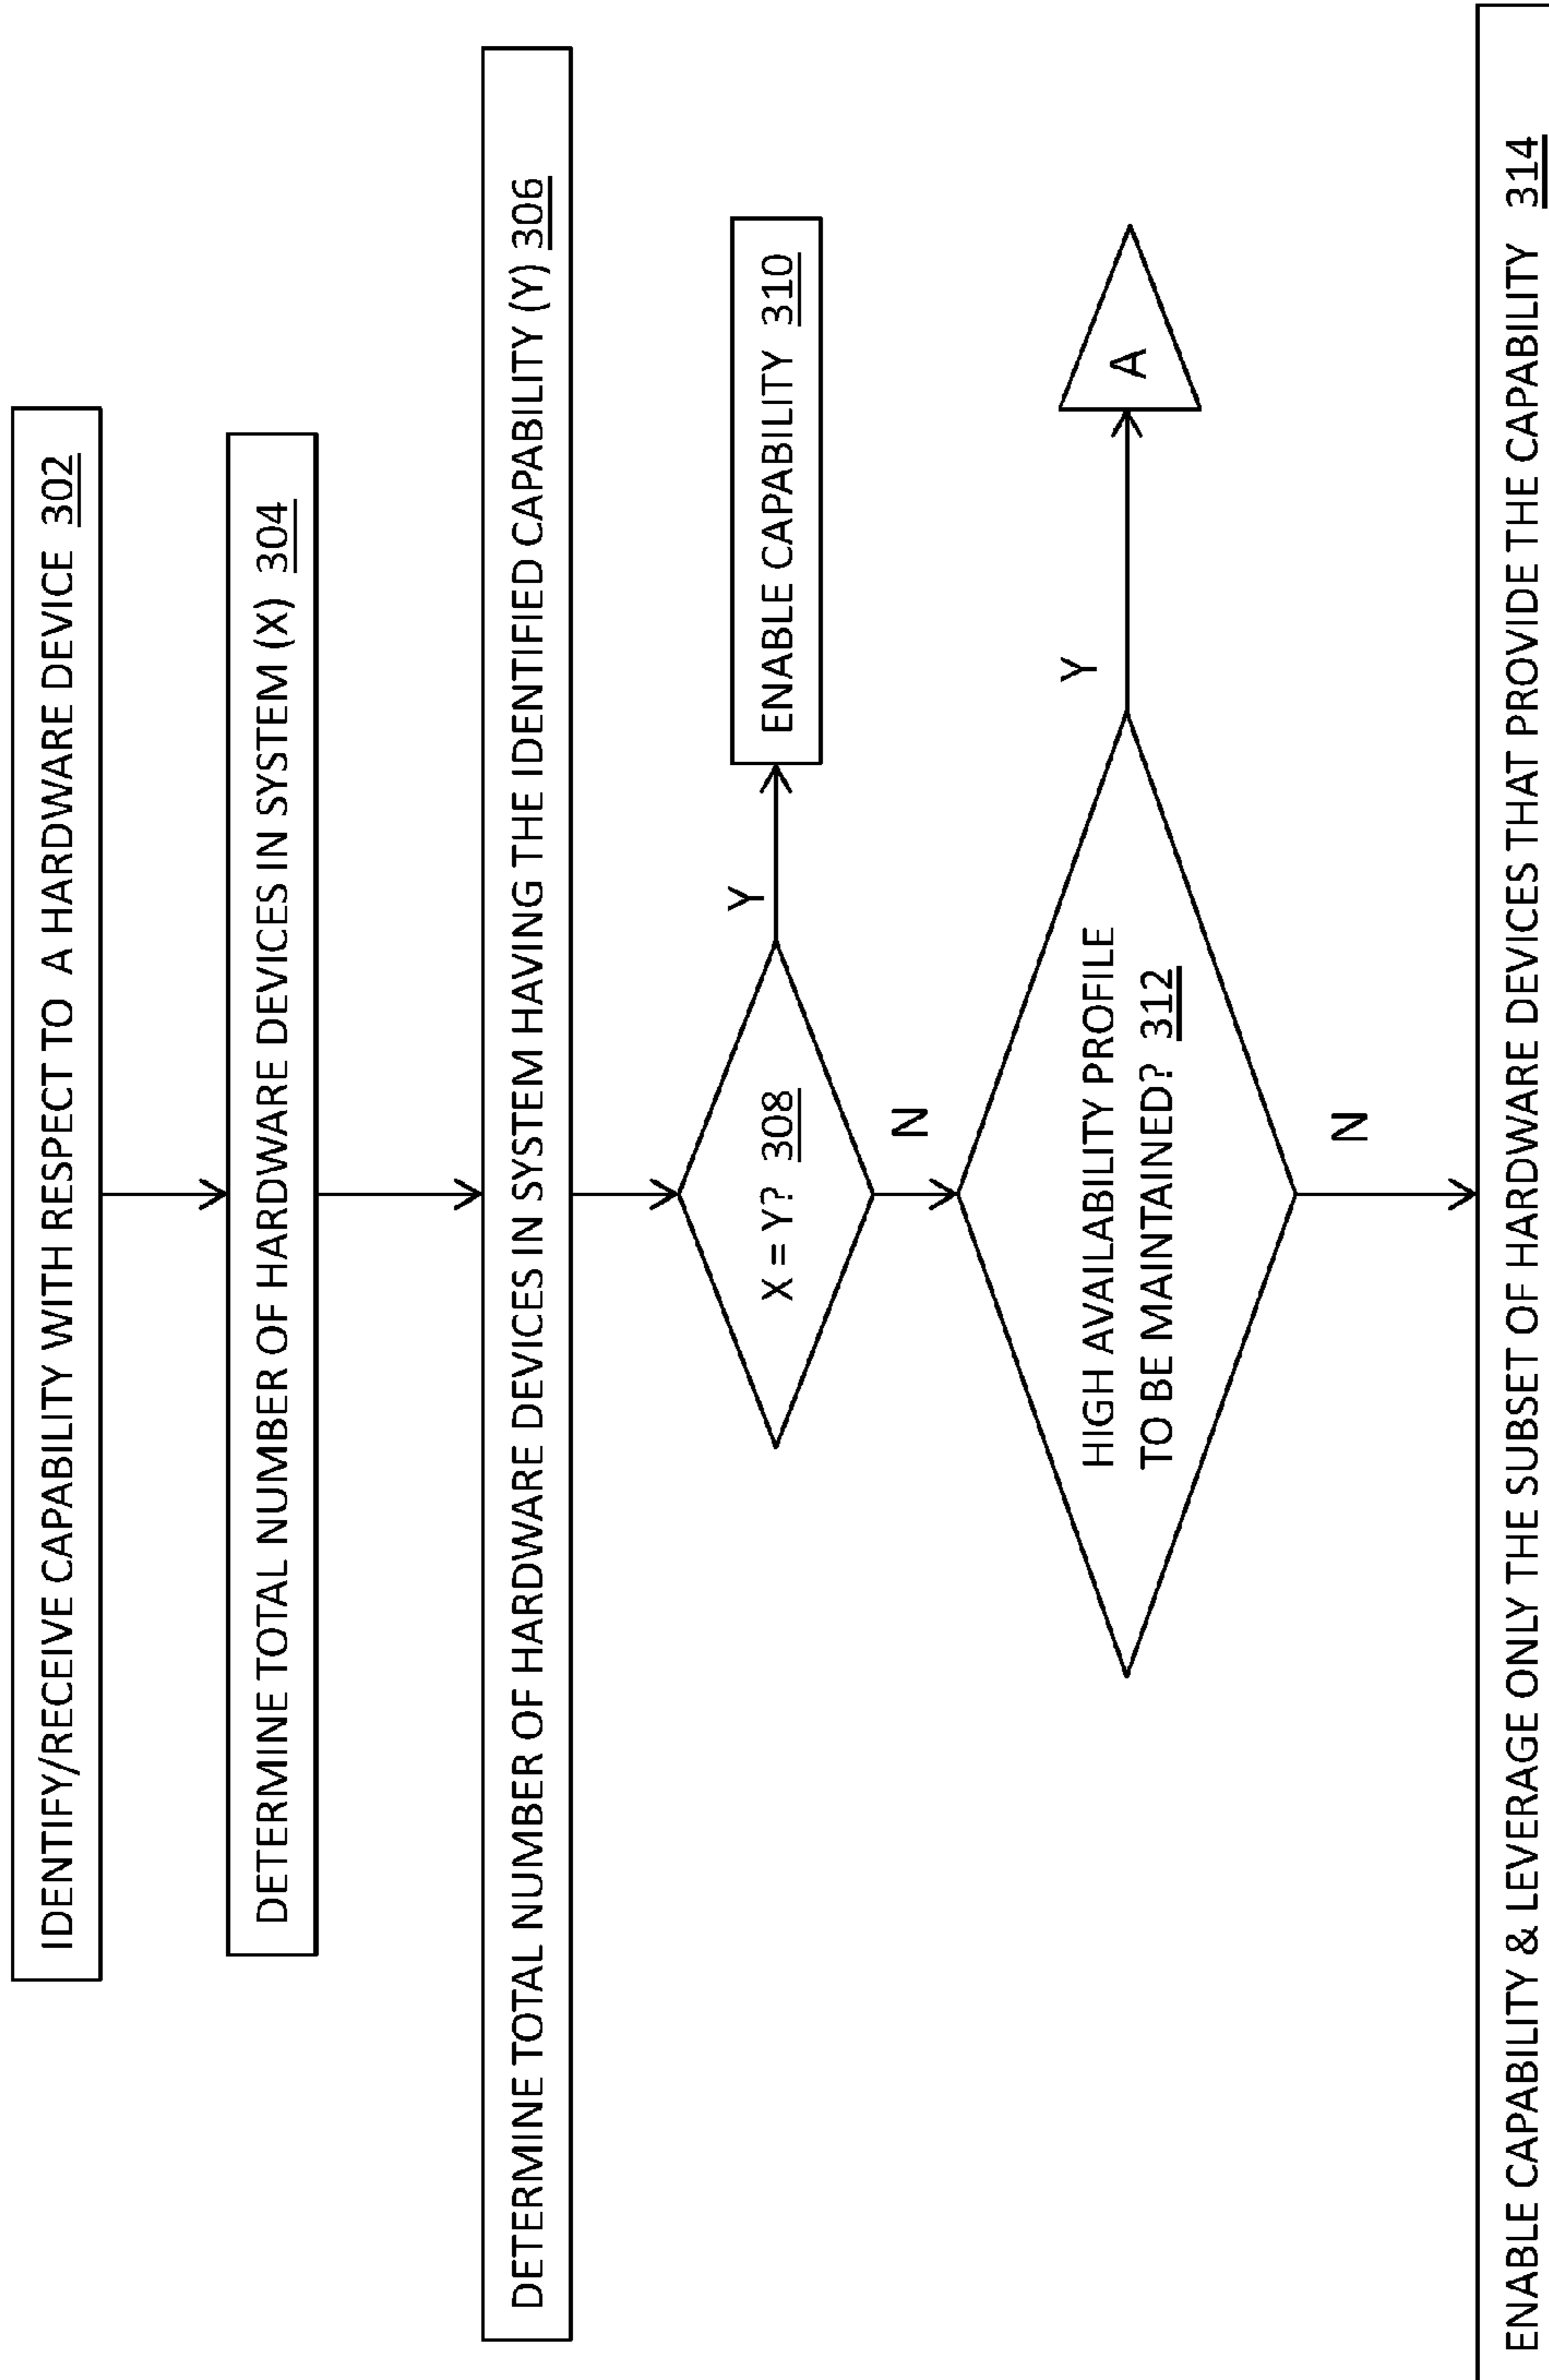 IDENTIFY/RECEIVE CAPABILITY WITH RESPECT TO A HARDWARE DEVICE 302
DETERMINE TOTAL NUMBER OF HARDWARE DEVICES IN SYSTEM (X) 304
DETERMINE TOTAL NUMBER OF HARDWARE DEVICES IN SYSTEM HAVING THE IDENTIFIED CAPABILITY (Y) 306
X = Y? 308
Y
ENABLE CAPABILITY 310
N
HIGH AVAILABILITY PROFILE
TO BE MAINTAINED? 312
Y
A
N
ENABLE CAPABILITY & LEVERAGE ONLY THE SUBSET OF HARDWARE DEVICES THAT PROVIDE THE CAPABILITY 314